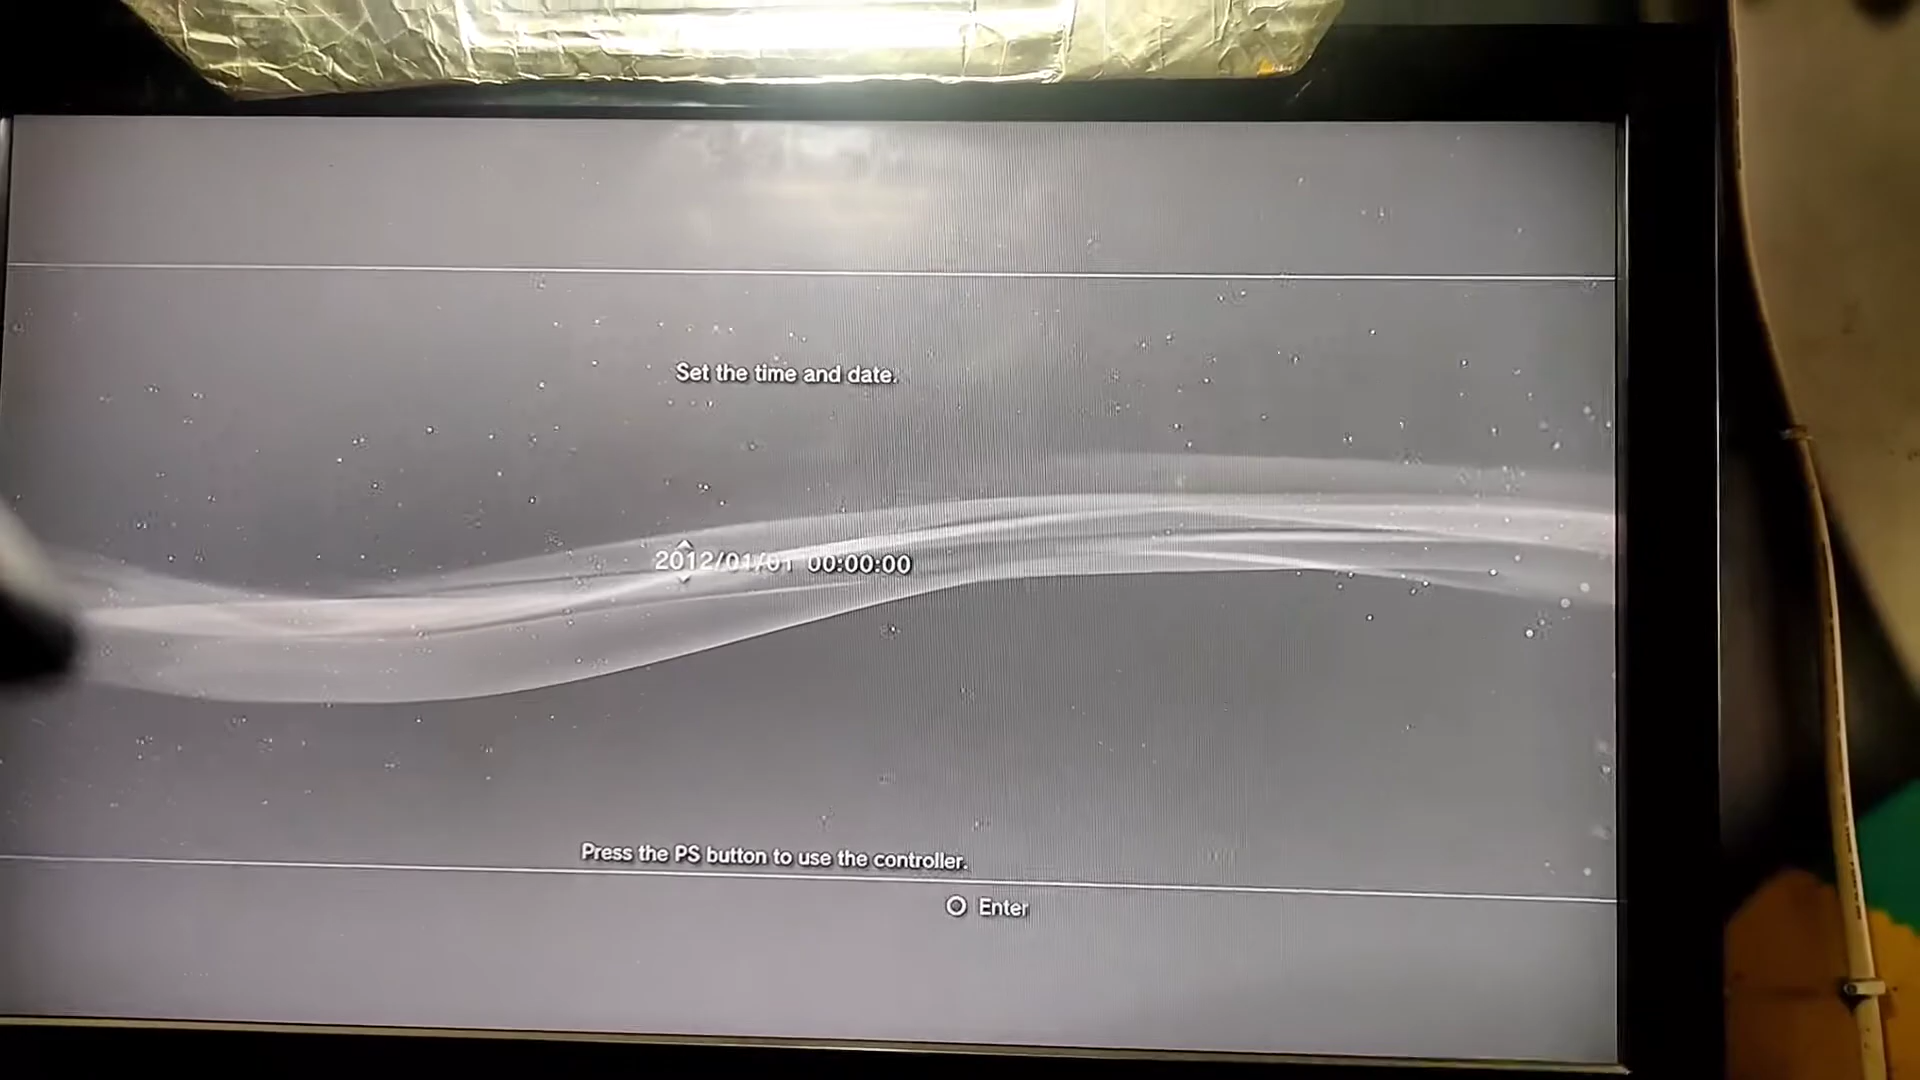 Set the time and date.
2012/01/01 00:00:00
Press the PS button to use the controller.
Enter